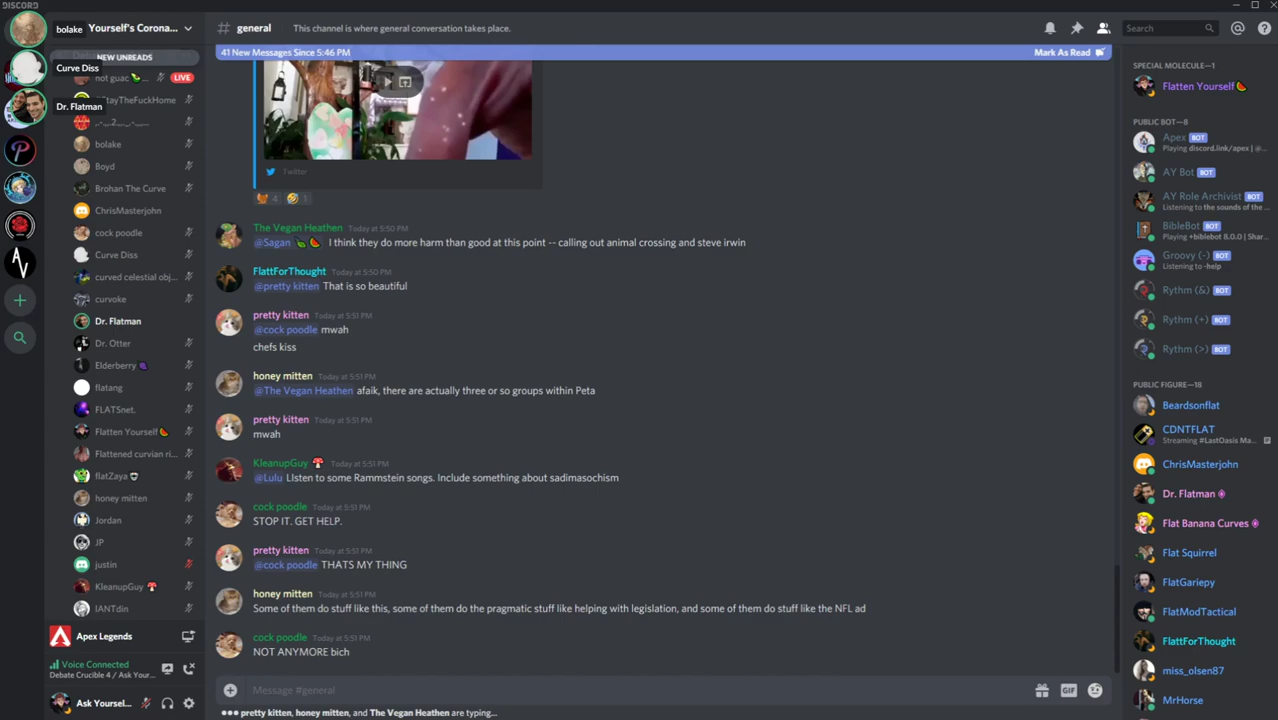 DISCORD
bolake
Yourself's Corona...
Curve Diss
Dr. Flatman
NEW UNREADS
not guac
LIVE
#StayTheFuckHome
bolake
Boyd
Brohan The Curve
ChrisMasterjohn
cock poodle
Curve Diss
curved celestial obj...
curvoke
Dr. Flatman
Dr. Otter
Elderberry
flatang
FLATSnet.
Flatten Yourself
Flattened curvian ri...
flatZaya
honey mitten
Jordan
JP
justin
KleanupGuy
IANTdin
Apex Legends
Voice Connected
Debate Crucible 4 / Ask Your...
Ask Yoursel...
# general
This channel is where general conversation takes place.
Search
41 New Messages Since 5:46 PM
Mark As Read
Twitter
4
1
The Vegan Heathen Today at 5:50 PM
@Sagan I think they do more harm than good at this point -- calling out animal crossing and steve irwin
FlattForThought Today at 5:50 PM
@pretty kitten That is so beautiful
pretty kitten Today at 5:51 PM
@cock poodle mwah
chefs kiss
honey mitten Today at 5:51 PM
@The Vegan Heathen afaik, there are actually three or so groups within Peta
pretty kitten Today at 5:51 PM
mwah
KleanupGuy Today at 5:51 PM
@Lulu LIsten to some Rammstein songs. Include something about sadimasochism
cock poodle Today at 5:51 PM
STOP IT. GET HELP.
pretty kitten Today at 5:51 PM
@cock poodle THATS MY THING
honey mitten Today at 5:51 PM
Some of them do stuff like this, some of them do the pragmatic stuff like helping with legislation, and some of them do stuff like the NFL ad
cock poodle Today at 5:51 PM
NOT ANYMORE bich
Message #general
GIF
pretty kitten, honey mitten, and The Vegan Heathen are typing...
SPECIAL MOLECULE—1
Flatten Yourself
PUBLIC BOT—8
Apex BOT
Playing discord.link/apex | @...
AY Bot BOT
AY Role Archivist BOT
Listening to the sounds of the...
BibleBot BOT
Playing +biblebot 8.0.0 | Shar...
Groovy (-) BOT
Listening to -help
Rythm (&) BOT
Rythm (+) BOT
Rythm (>) BOT
PUBLIC FIGURE—18
Beardsonflat
CDNTFLAT
Streaming #LastOasis Ma...
ChrisMasterjohn
Dr. Flatman
Flat Banana Curves
Flat Squirrel
FlatGariepy
FlatModTactical
FlattForThought
miss_olsen87
MrHorse